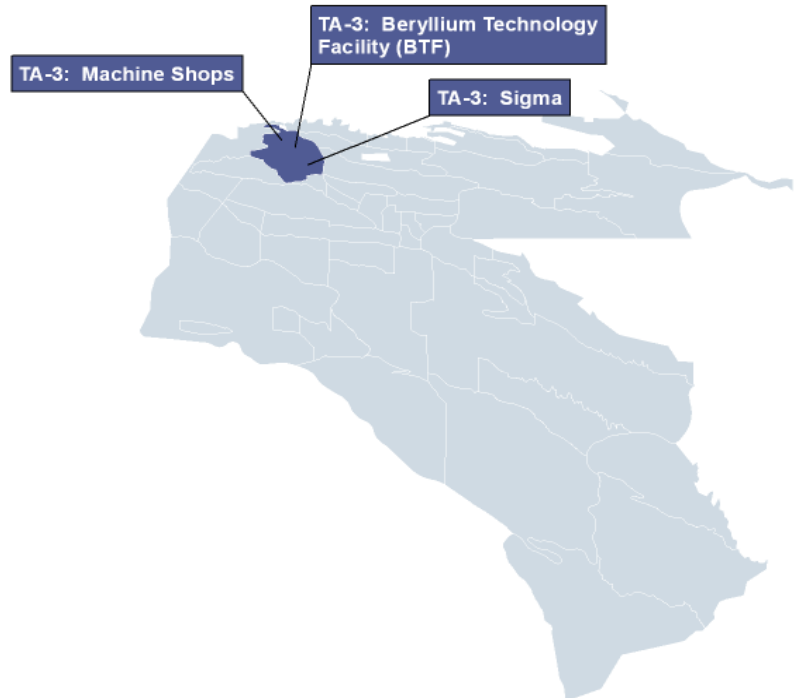 TA-3:  Beryllium Technology
Facility (BTF)
TA-3:  Machine Shops
TA-3:  Sigma